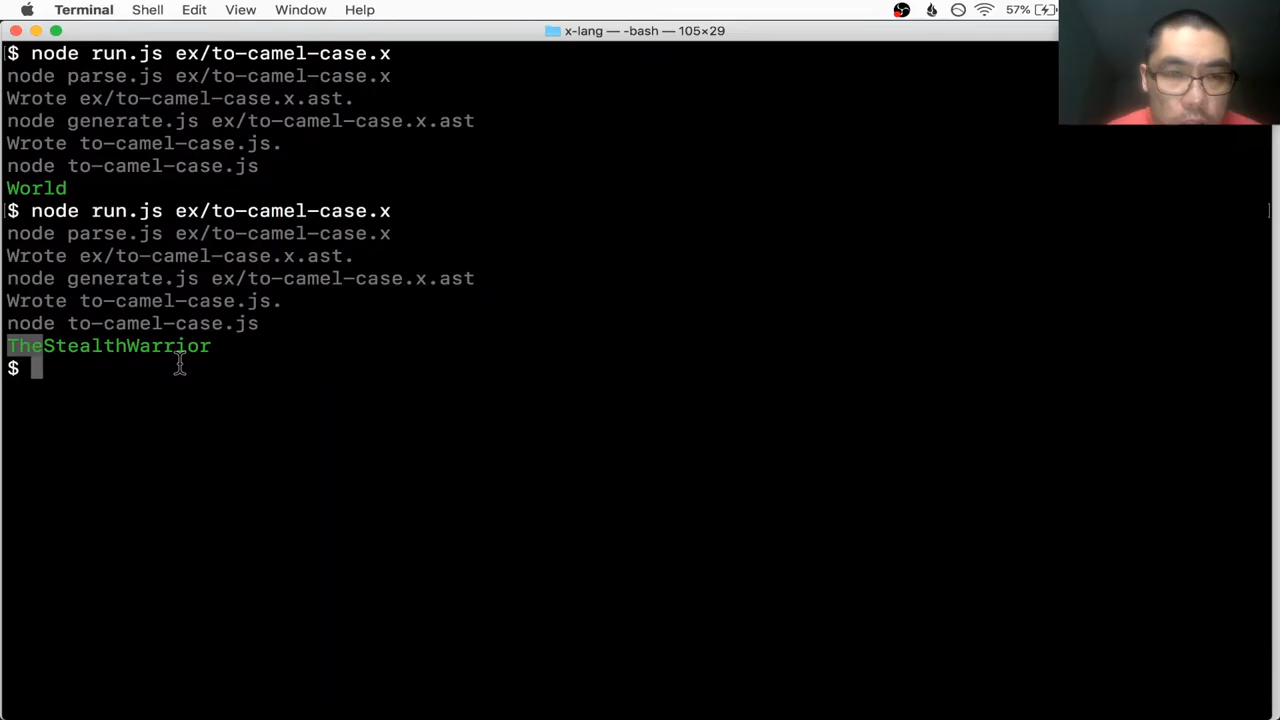 Terminal Shell Edit View Window Help 57%
x-lang — -bash — 105×29
$ node run.js ex/to-camel-case.x
node parse.js ex/to-camel-case.x
Wrote ex/to-camel-case.x.ast.
node generate.js ex/to-camel-case.x.ast
Wrote to-camel-case.js.
node to-camel-case.js
World
$ node run.js ex/to-camel-case.x
node parse.js ex/to-camel-case.x
Wrote ex/to-camel-case.x.ast.
node generate.js ex/to-camel-case.x.ast
Wrote to-camel-case.js.
node to-camel-case.js
TheStealthWarrior
$